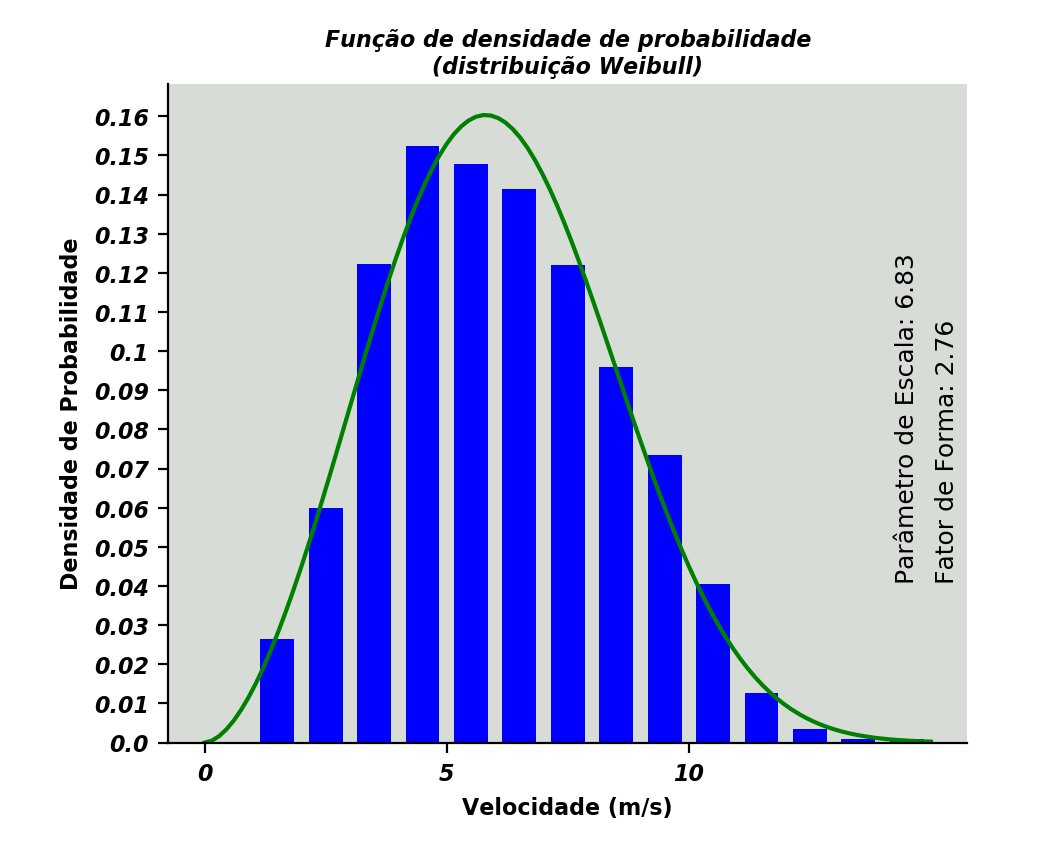 Função de densidade de probabilidade
(distribuição Weibull)
Densidade de Probabilidade
0.16
0.15
0.14
0.13
0.12
0.11
0.1
0.09
0.08
0.07
0.06
0.05
0.04
0.03
0.02
0.01
0.0
Parâmetro de Escala: 6.83
Fator de Forma: 2.76
0 5 10
Velocidade (m/s)